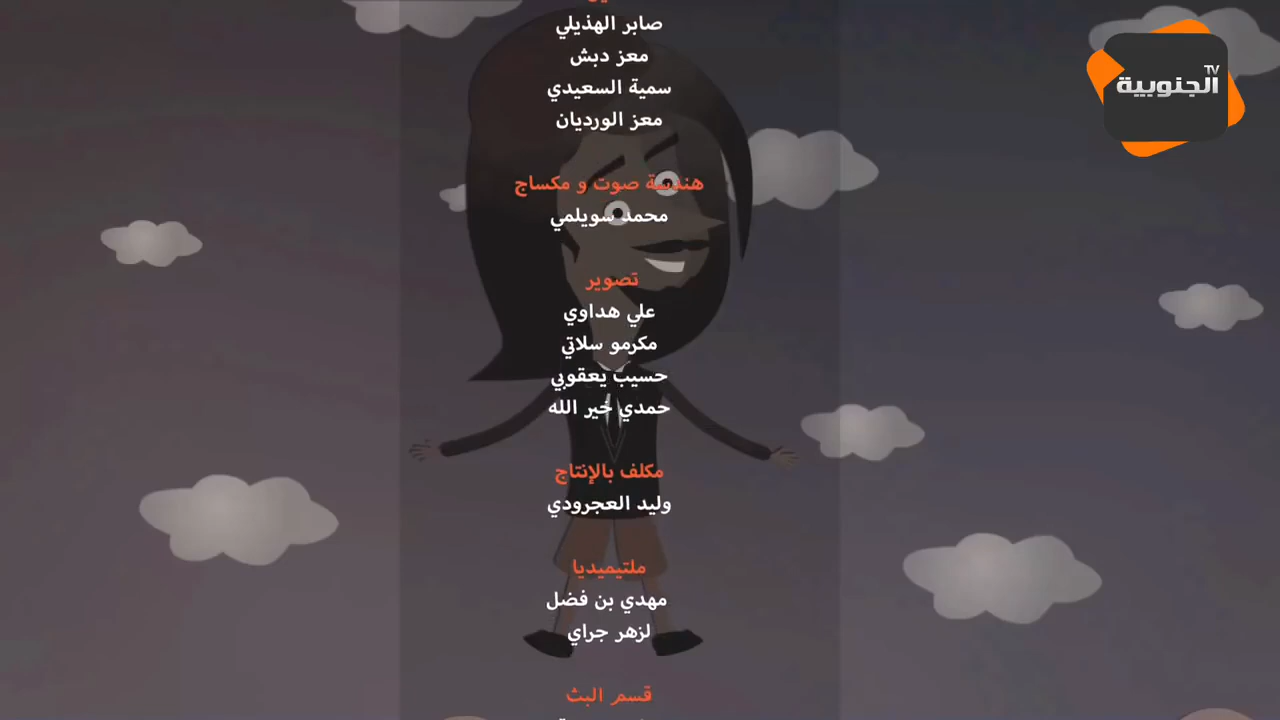 صابر الهذيلي
معز دبش
سمية السعيدي
معز الورديان
هندسة صوت و مكساج
محمد سويلمي
تصوير
علي هداوي
مكرمو سلاتي
حسيب يعقوبي
حمدي خير الله
مكلف بالإنتاج
وليد العجرودي
ملتيميديا
مهدي بن فضل
لزهر جراي
قسم البث
الجنوبية TV